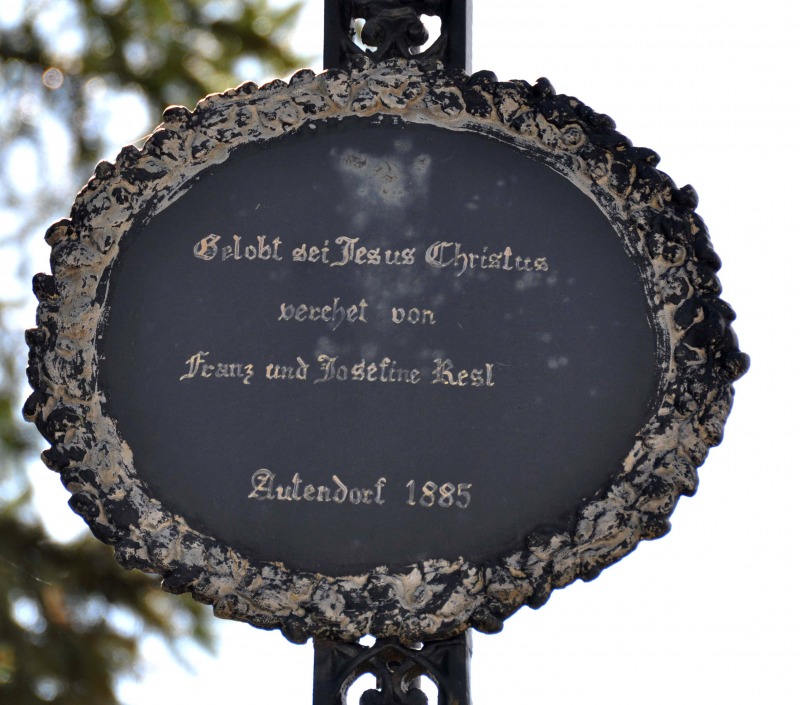 Gelobt sei Jesus Christus
verehet von
Franz und Josefine Resl
Autendorf 1885